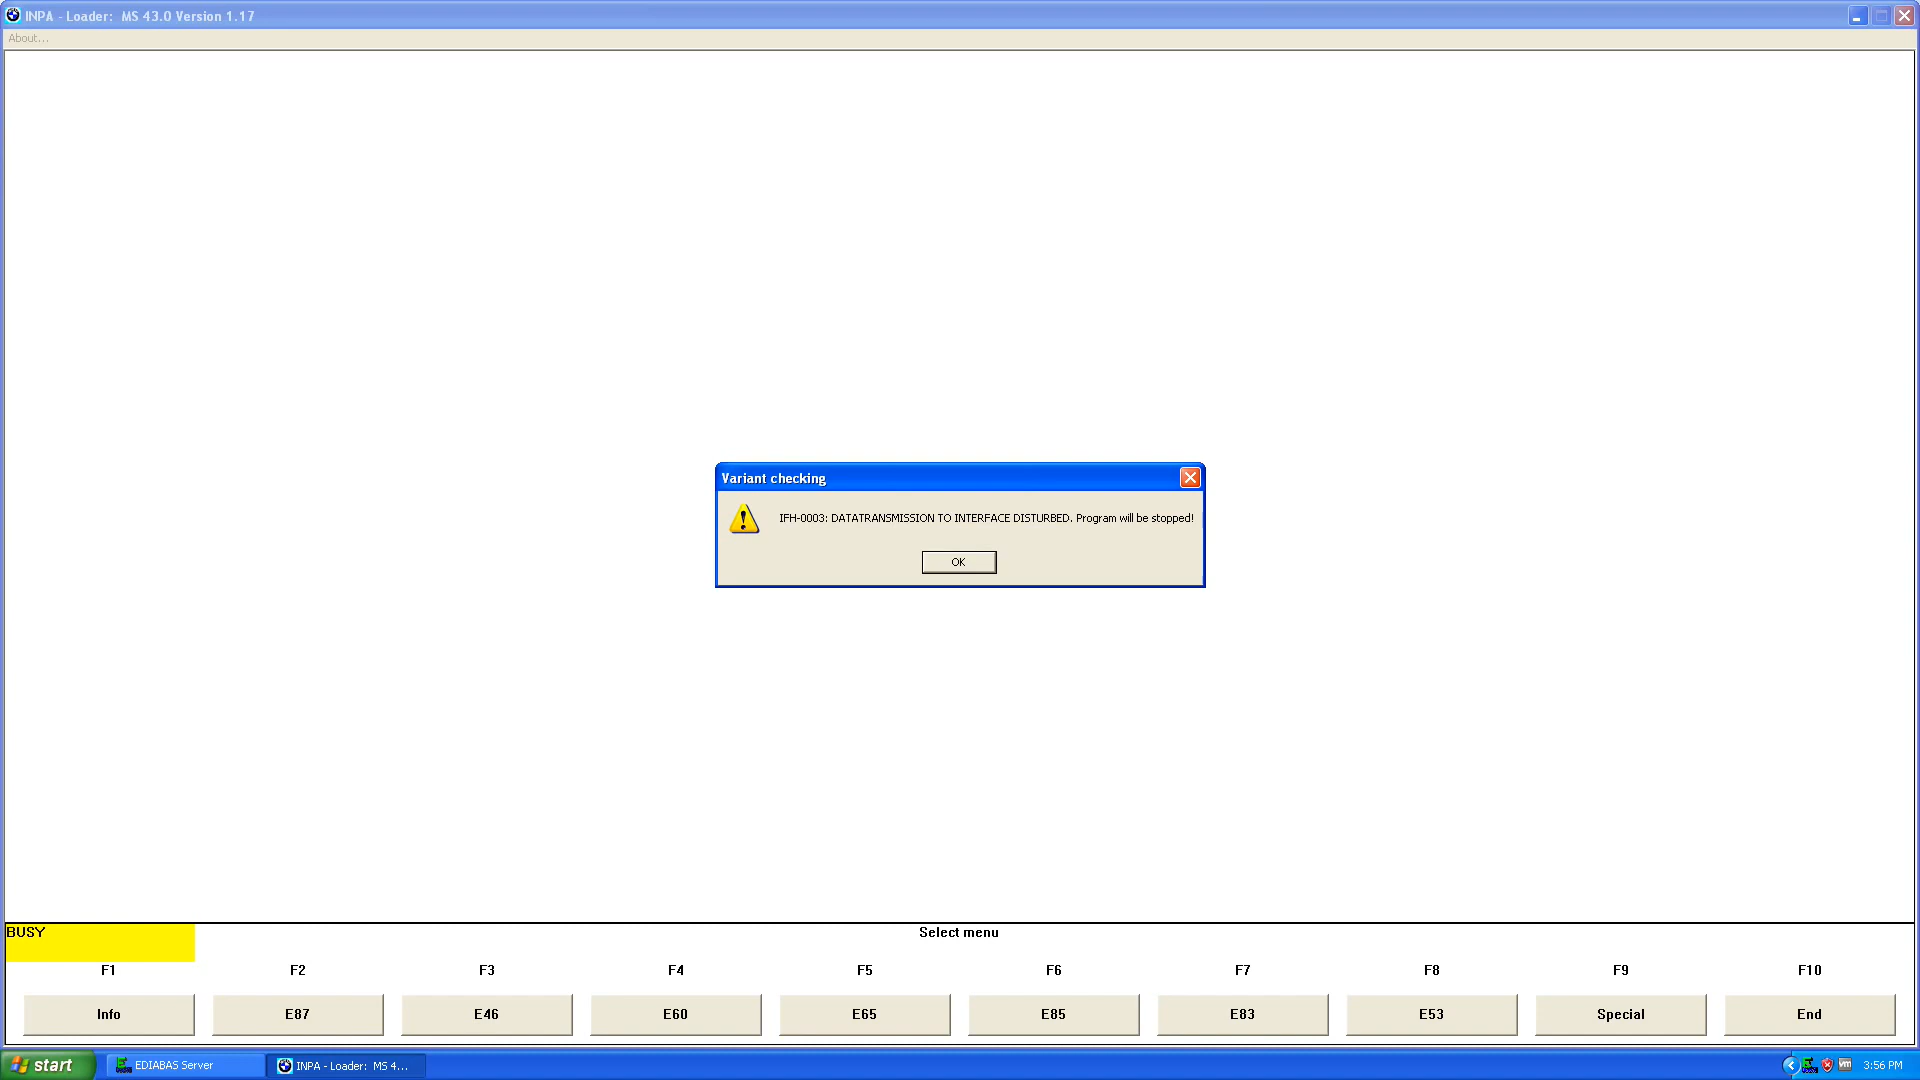 INPA - Loader: MS 43.0 Version 1.17
About...
Variant checking
IFH-0003: DATATRANSMISSION TO INTERFACE DISTURBED. Program will be stopped!
OK
BUSY
Select menu
F1 F2 F3 F4 F5 F6 F7 F8 F9 F10
Info E87 E46 E60 E65 E85 E83 E53 Special End
start EDIABAS Server INPA - Loader: MS 4... 3:56 PM